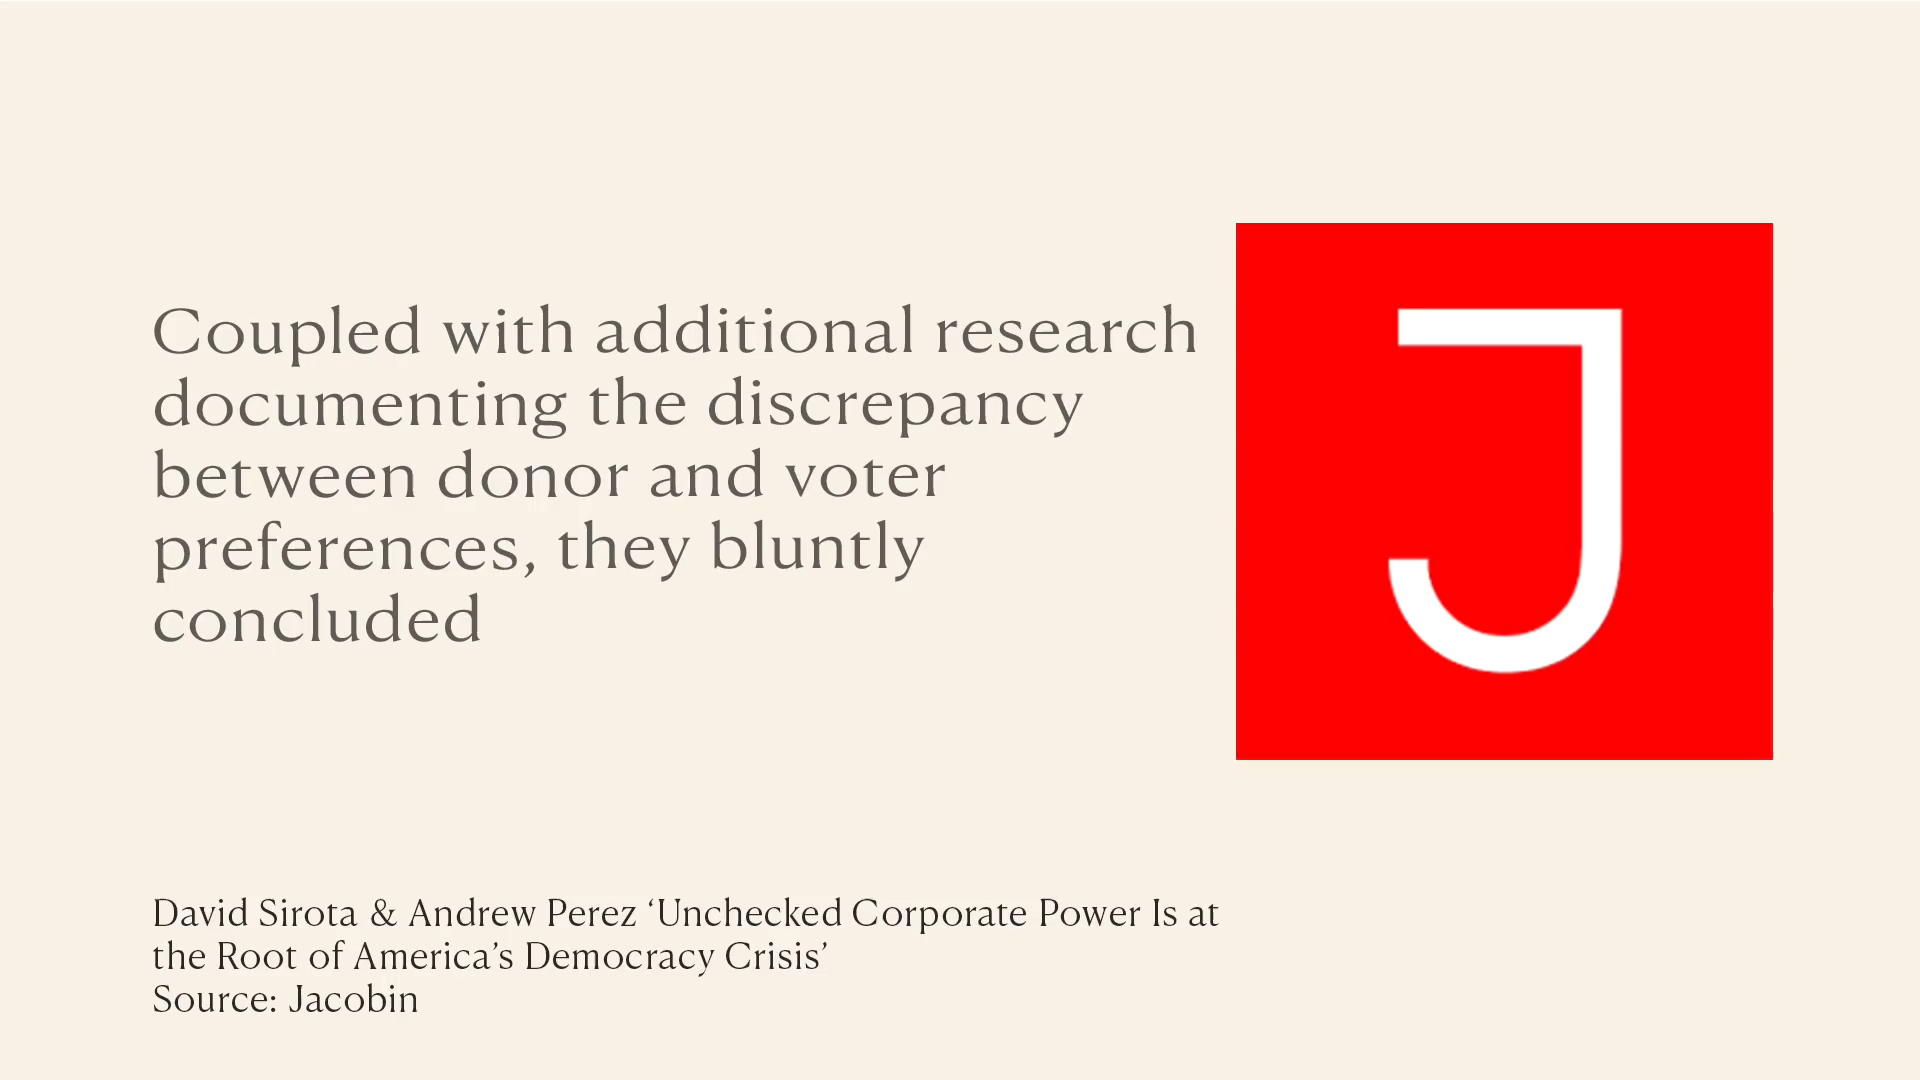 Coupled with additional research
documenting the discrepancy
between donor and voter
preferences, they bluntly
concluded
J
David Sirota & Andrew Perez ‘Unchecked Corporate Power Is at
the Root of America’s Democracy Crisis’
Source: Jacobin